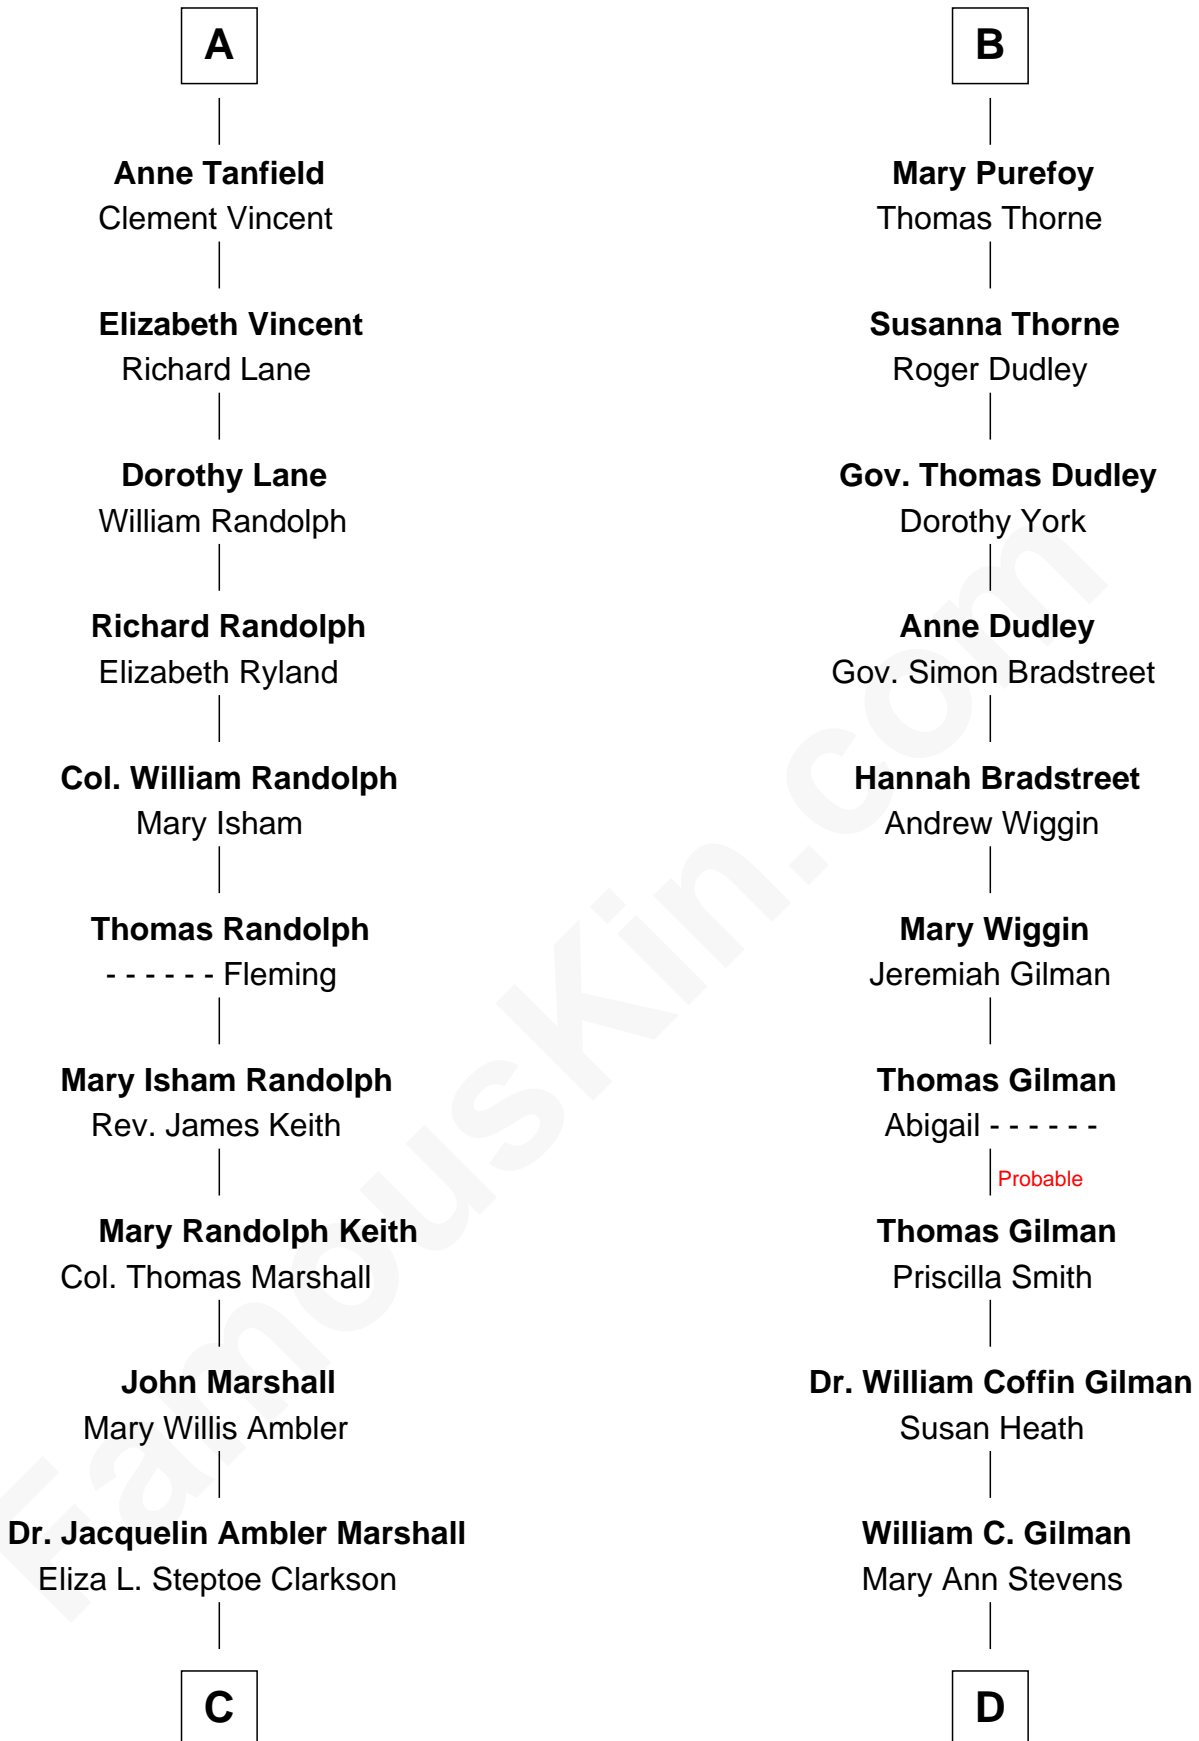 A
Anne Tanfield
Clement Vincent
Elizabeth Vincent
Richard Lane
Dorothy Lane
William Randolph
Richard Randolph
Elizabeth Ryland
Col. William Randolph
Mary Isham
Thomas Randolph
- - - - - - Fleming
Mary Isham Randolph
Rev. James Keith
Mary Randolph Keith
Col. Thomas Marshall
John Marshall
Mary Willis Ambler
Dr. Jacquelin Ambler Marshall
Eliza L. Steptoe Clarkson
C
B
Mary Purefoy
Thomas Thorne
Susanna Thorne
Roger Dudley
Gov. Thomas Dudley
Dorothy York
Anne Dudley
Gov. Simon Bradstreet
Hannah Bradstreet
Andrew Wiggin
Mary Wiggin
Jeremiah Gilman
Thomas Gilman
Abigail - - - - - -
Probable
Thomas Gilman
Priscilla Smith
Dr. William Coffin Gilman
Susan Heath
William C. Gilman
Mary Ann Stevens
D
FamousKin.com